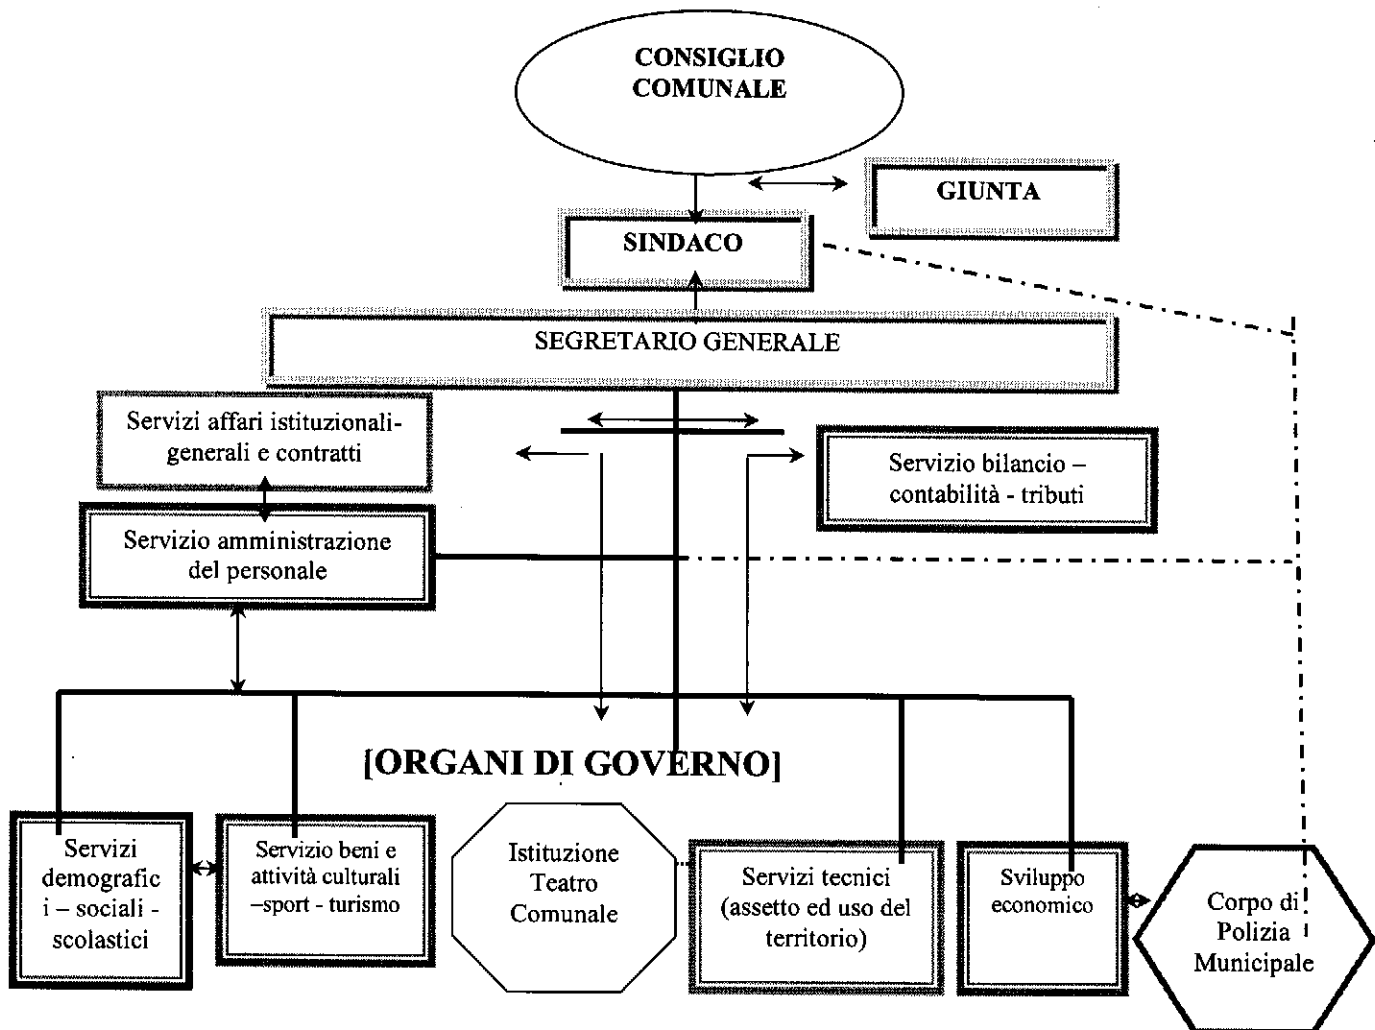 CONSIGLIO
COMUNALE
GIUNTA
SINDACO
SEGRETARIO GENERALE
Servizi affari istituzionali-
generali e contratti
Servizio bilancio –
contabilità - tributi
Servizio amministrazione
del personale
[ORGANI DI GOVERNO]
Servizi
demografic
i – sociali -
scolastici
Servizio beni e
attività culturali
–sport - turismo
Istituzione
Teatro
Comunale
Servizi tecnici
(assetto ed uso del
territorio)
Sviluppo
economico
Corpo di
Polizia
Municipale